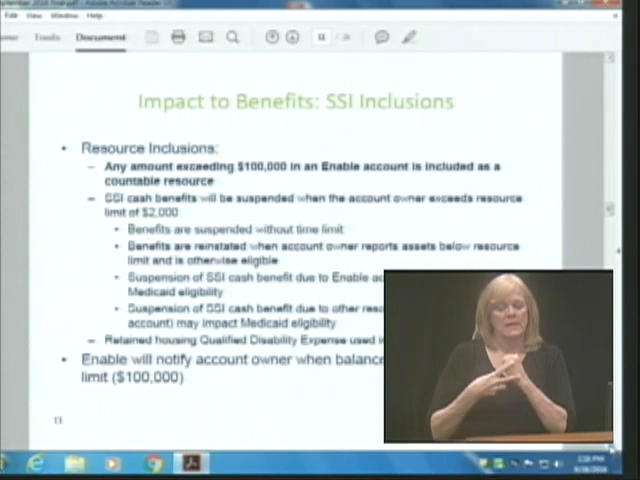 Edit View Window Help
Tools Document
11
Impact to Benefits: SSI Inclusions
• Resource Inclusions:
– Any amount exceeding $100,000 in an Enable account is included as a
countable resource
– SSI cash benefits will be suspended when the account owner exceeds resource
limit of $2,000
• Benefits are suspended without time limit
• Benefits are reinstated when account owner reports assets below resource
limit and is otherwise eligible
• Suspension of SSI cash benefit due to Enable
Medicaid eligibility
• Suspension of SSI cash benefit due to other
account) may impact Medicaid eligibility
– Retained housing Qualified Disability Expense used
• Enable will notify account owner when balance
limit ($100,000)
11